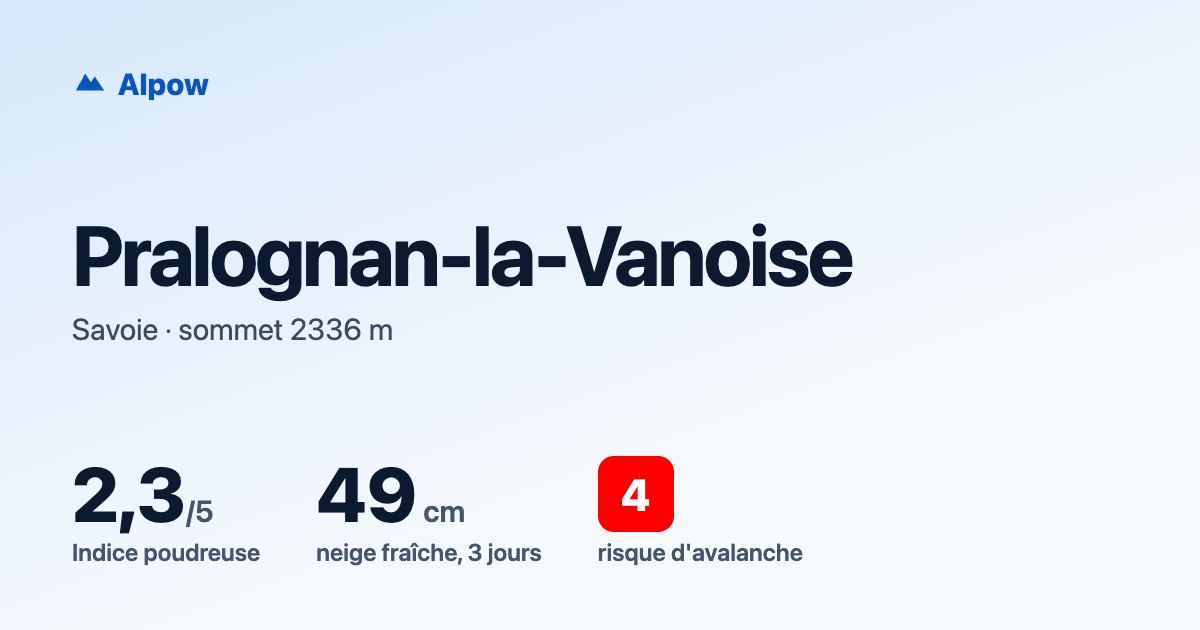 Alpow
Pralognan-la-Vanoise
Savoie · sommet 2336 m
2,3/5
Indice poudreuse
49 cm
neige fraîche, 3 jours
4
risque d'avalanche